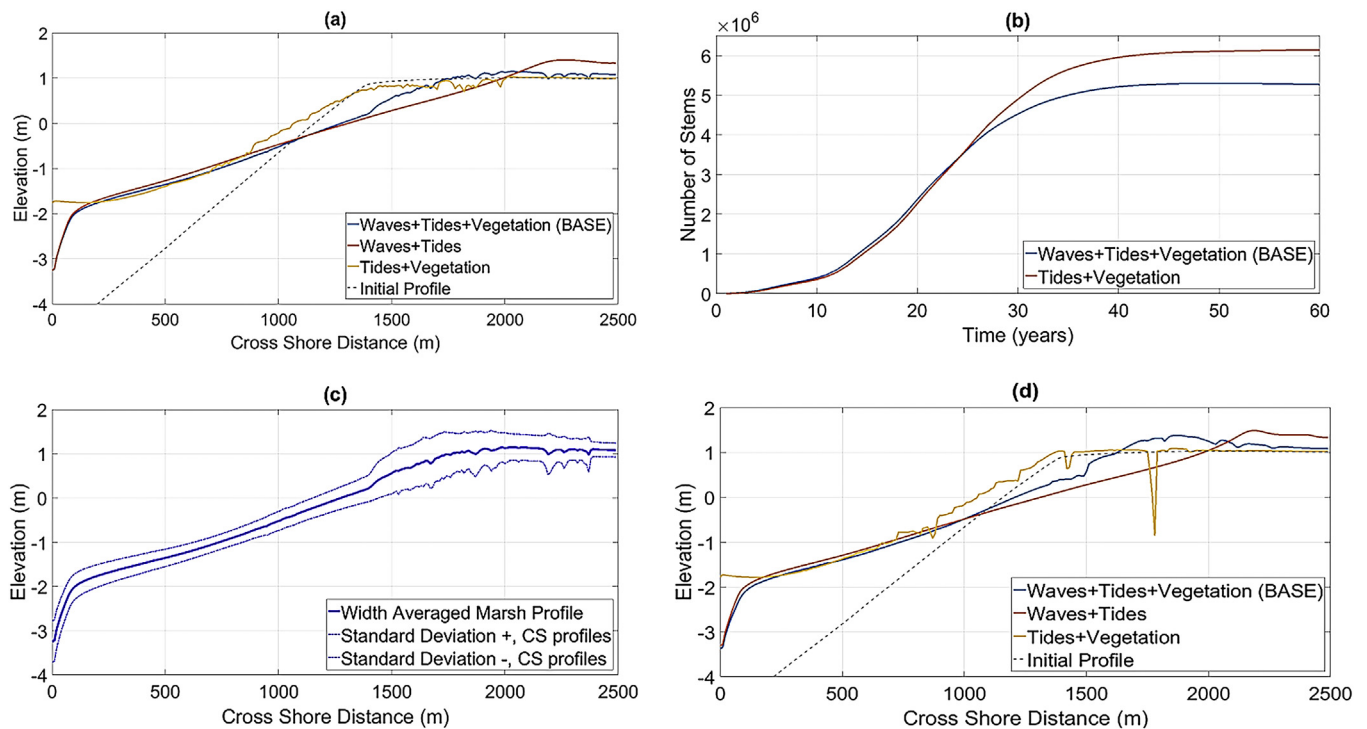 (a)
2
1
0
-1
-2
-3
-4
Elevation (m)
Waves+Tides+Vegetation (BASE)
Waves+Tides
Tides+Vegetation
Initial Profile
0 500 1000 1500 2000 2500
Cross Shore Distance (m)
(b)
×10⁶
6
5
4
3
2
1
0
Number of Stems
Waves+Tides+Vegetation (BASE)
Tides+Vegetation
10 20 30 40 50 60
Time (years)
(c)
2
1
0
-1
-2
-3
-4
Elevation (m)
Width Averaged Marsh Profile
Standard Deviation +, CS profiles
Standard Deviation -, CS profiles
0 500 1000 1500 2000 2500
Cross Shore Distance (m)
(d)
2
1
0
-1
-2
-3
-4
Elevation (m)
Waves+Tides+Vegetation (BASE)
Waves+Tides
Tides+Vegetation
Initial Profile
0 500 1000 1500 2000 2500
Cross Shore Distance (m)